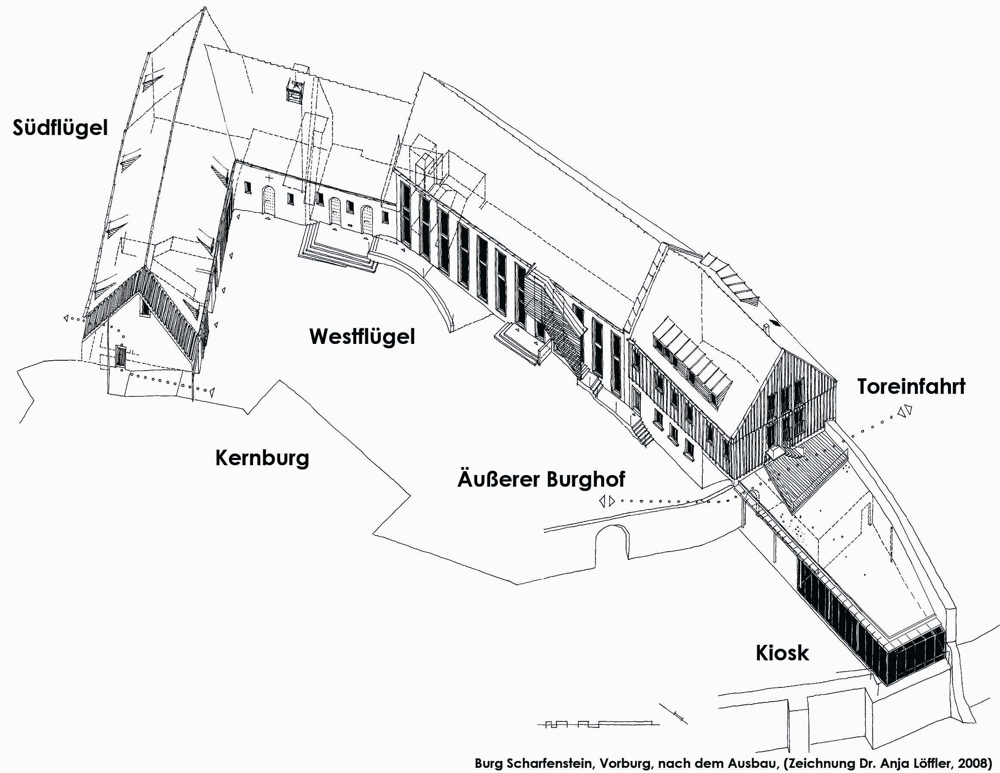 Südflügel
Westflügel
Toreinfahrt
Kernburg
Äußerer Burghof
Kiosk
Burg Scharfenstein, Vorburg, nach dem Ausbau, (Zeichnung Dr. Anja Löffler, 2008)